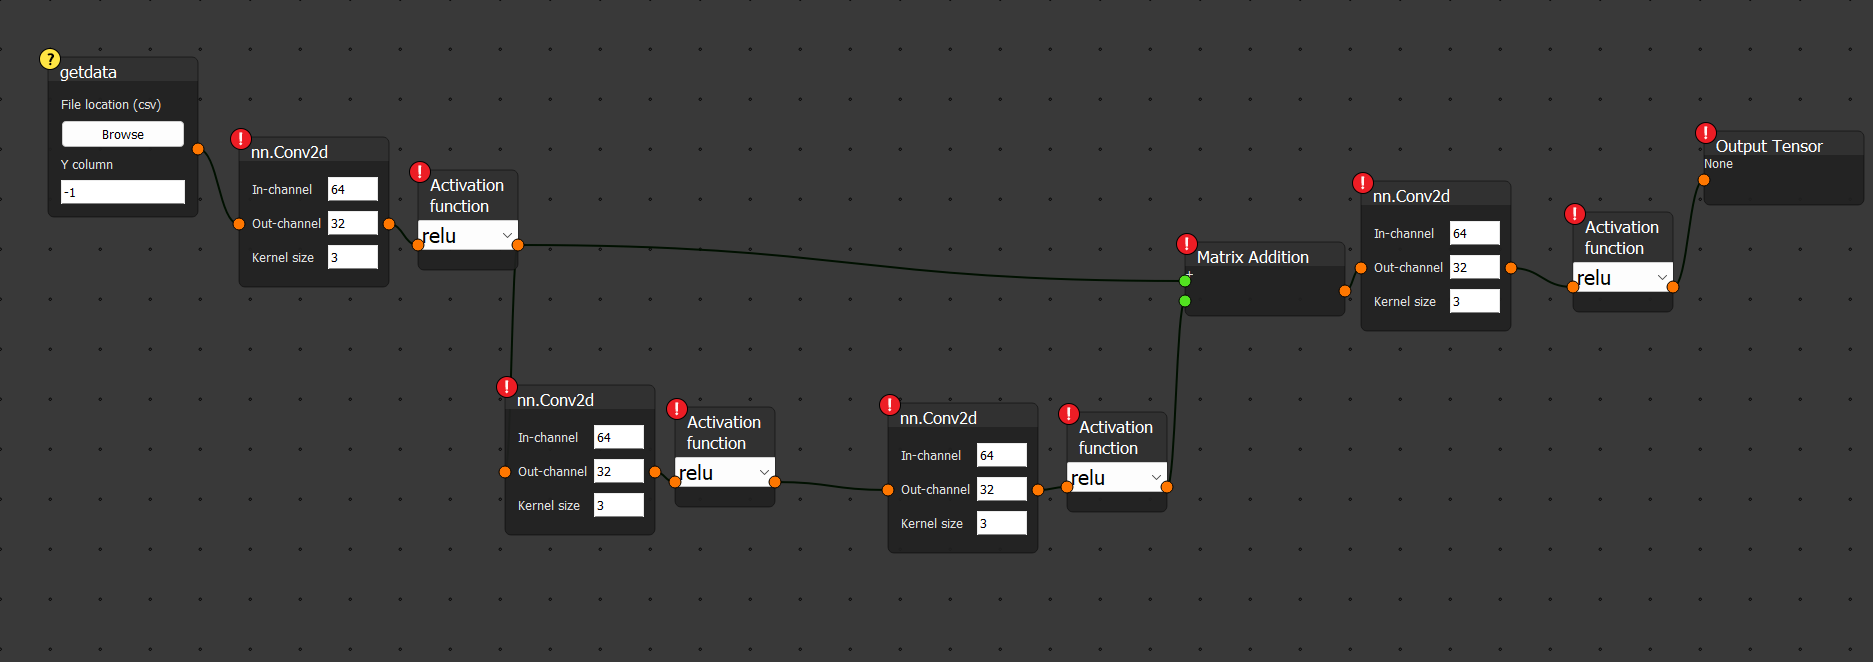 ?
getdata
File location (csv)
Browse
Y column
-1
!
nn.Conv2d
In-channel 64
Out-channel 32
Kernel size 3
!
Activation
function
relu
!
nn.Conv2d
In-channel 64
Out-channel 32
Kernel size 3
!
Activation
function
relu
!
nn.Conv2d
In-channel 64
Out-channel 32
Kernel size 3
!
Activation
function
relu
!
Matrix Addition
+
!
nn.Conv2d
In-channel 64
Out-channel 32
Kernel size 3
!
Activation
function
relu
!
Output Tensor
None